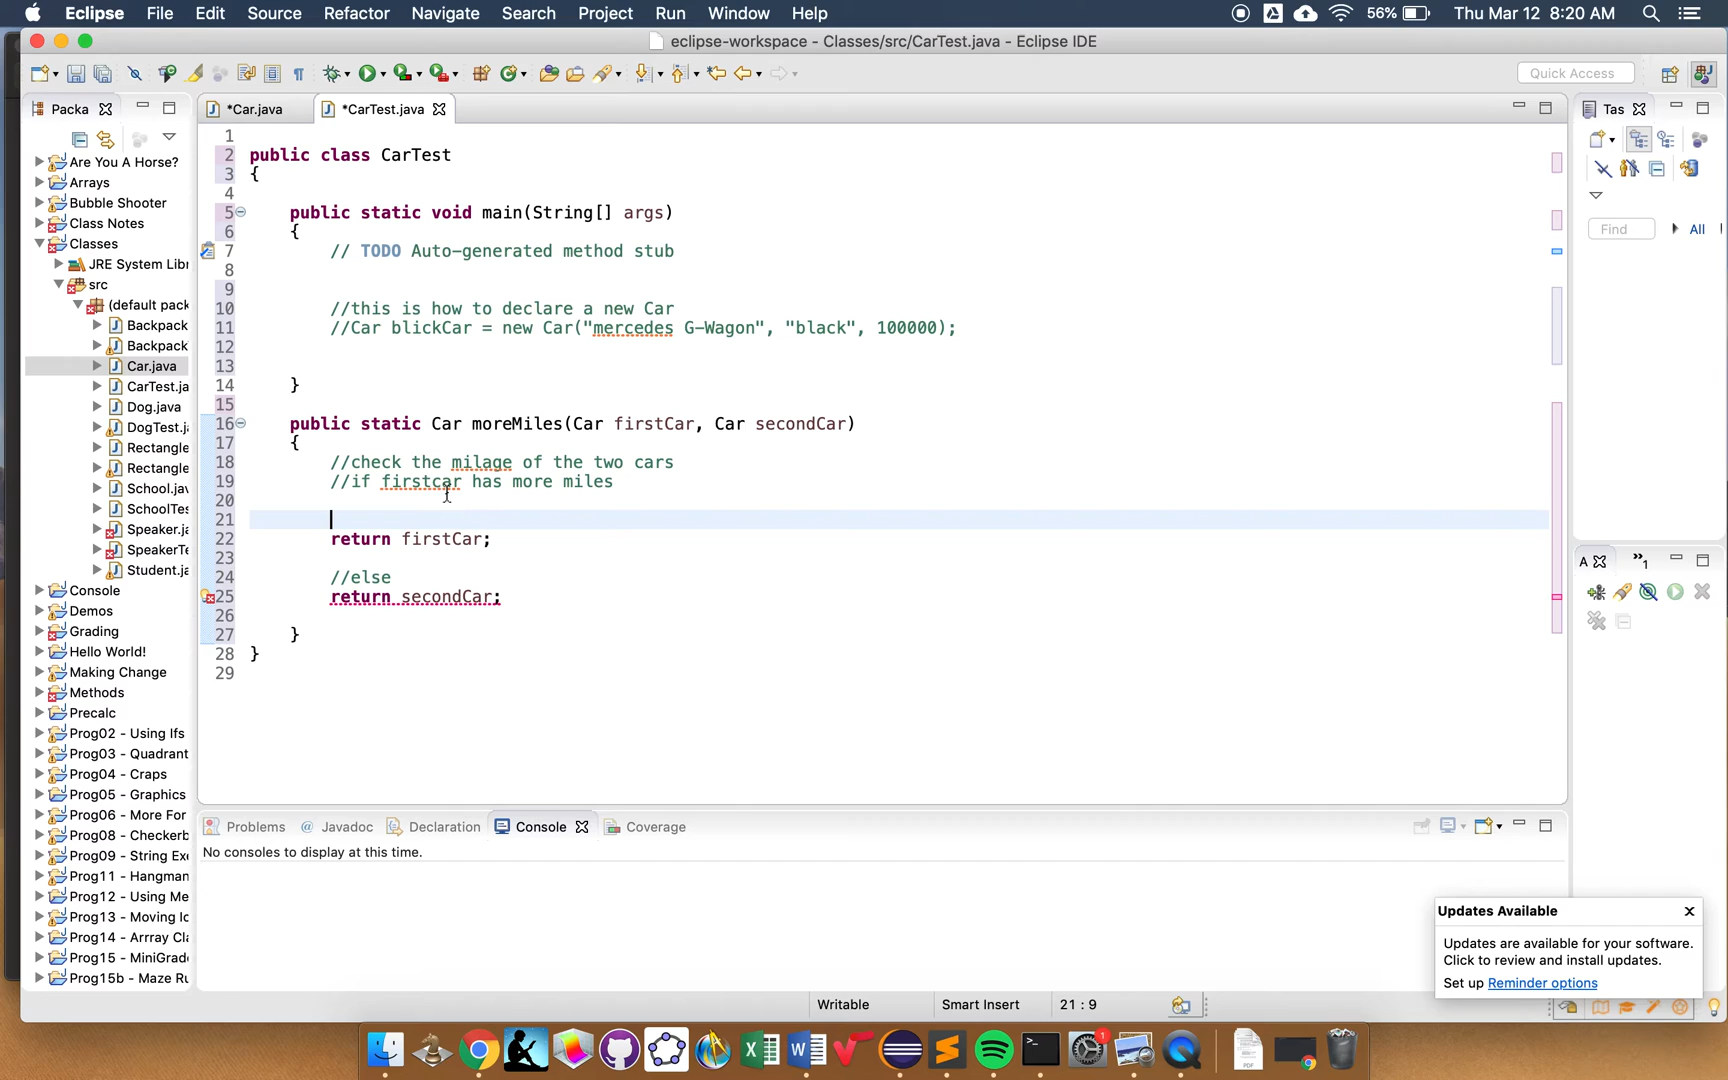 Eclipse File Edit Source Refactor Navigate Search Project Run Window Help 56% Thu Mar 12 8:20 AM
eclipse-workspace - Classes/src/CarTest.java - Eclipse IDE
Quick Access
Packa
*Car.java *CarTest.java
Tas
Are You A Horse?
Arrays
Bubble Shooter
Class Notes
Classes
JRE System Libr
src
(default pack
Backpack
Backpack
Car.java
CarTest.ja
Dog.java
DogTest.ja
Rectangle
Rectangle
School.jav
SchoolTes
Speaker.ja
SpeakerTe
Student.ja
Console
Demos
Grading
Hello World!
Making Change
Methods
Precalc
Prog02 - Using Ifs
Prog03 - Quadrant
Prog04 - Craps
Prog05 - Graphics
Prog06 - More For
Prog08 - Checkerb
Prog09 - String Exe
Prog11 - Hangman
Prog12 - Using Me
Prog13 - Moving Ic
Prog14 - Arrray Cla
Prog15 - MiniGrade
Prog15b - Maze Ru
1
2 public class CarTest
3 {
4
5 public static void main(String[] args)
6 {
7 // TODO Auto-generated method stub
8
9
10 //this is how to declare a new Car
11 //Car blickCar = new Car("mercedes G-Wagon", "black", 100000);
12
13
14 }
15
16 public static Car moreMiles(Car firstCar, Car secondCar)
17 {
18 //check the milage of the two cars
19 //if firstcar has more miles
20
21
22 return firstCar;
23
24 //else
25 return secondCar;
26
27 }
28 }
29
Find All
A »1
Problems @ Javadoc Declaration Console Coverage
No consoles to display at this time.
Updates Available
Updates are available for your software.
Click to review and install updates.
Set up Reminder options
Writable Smart Insert 21 : 9
1
PDF